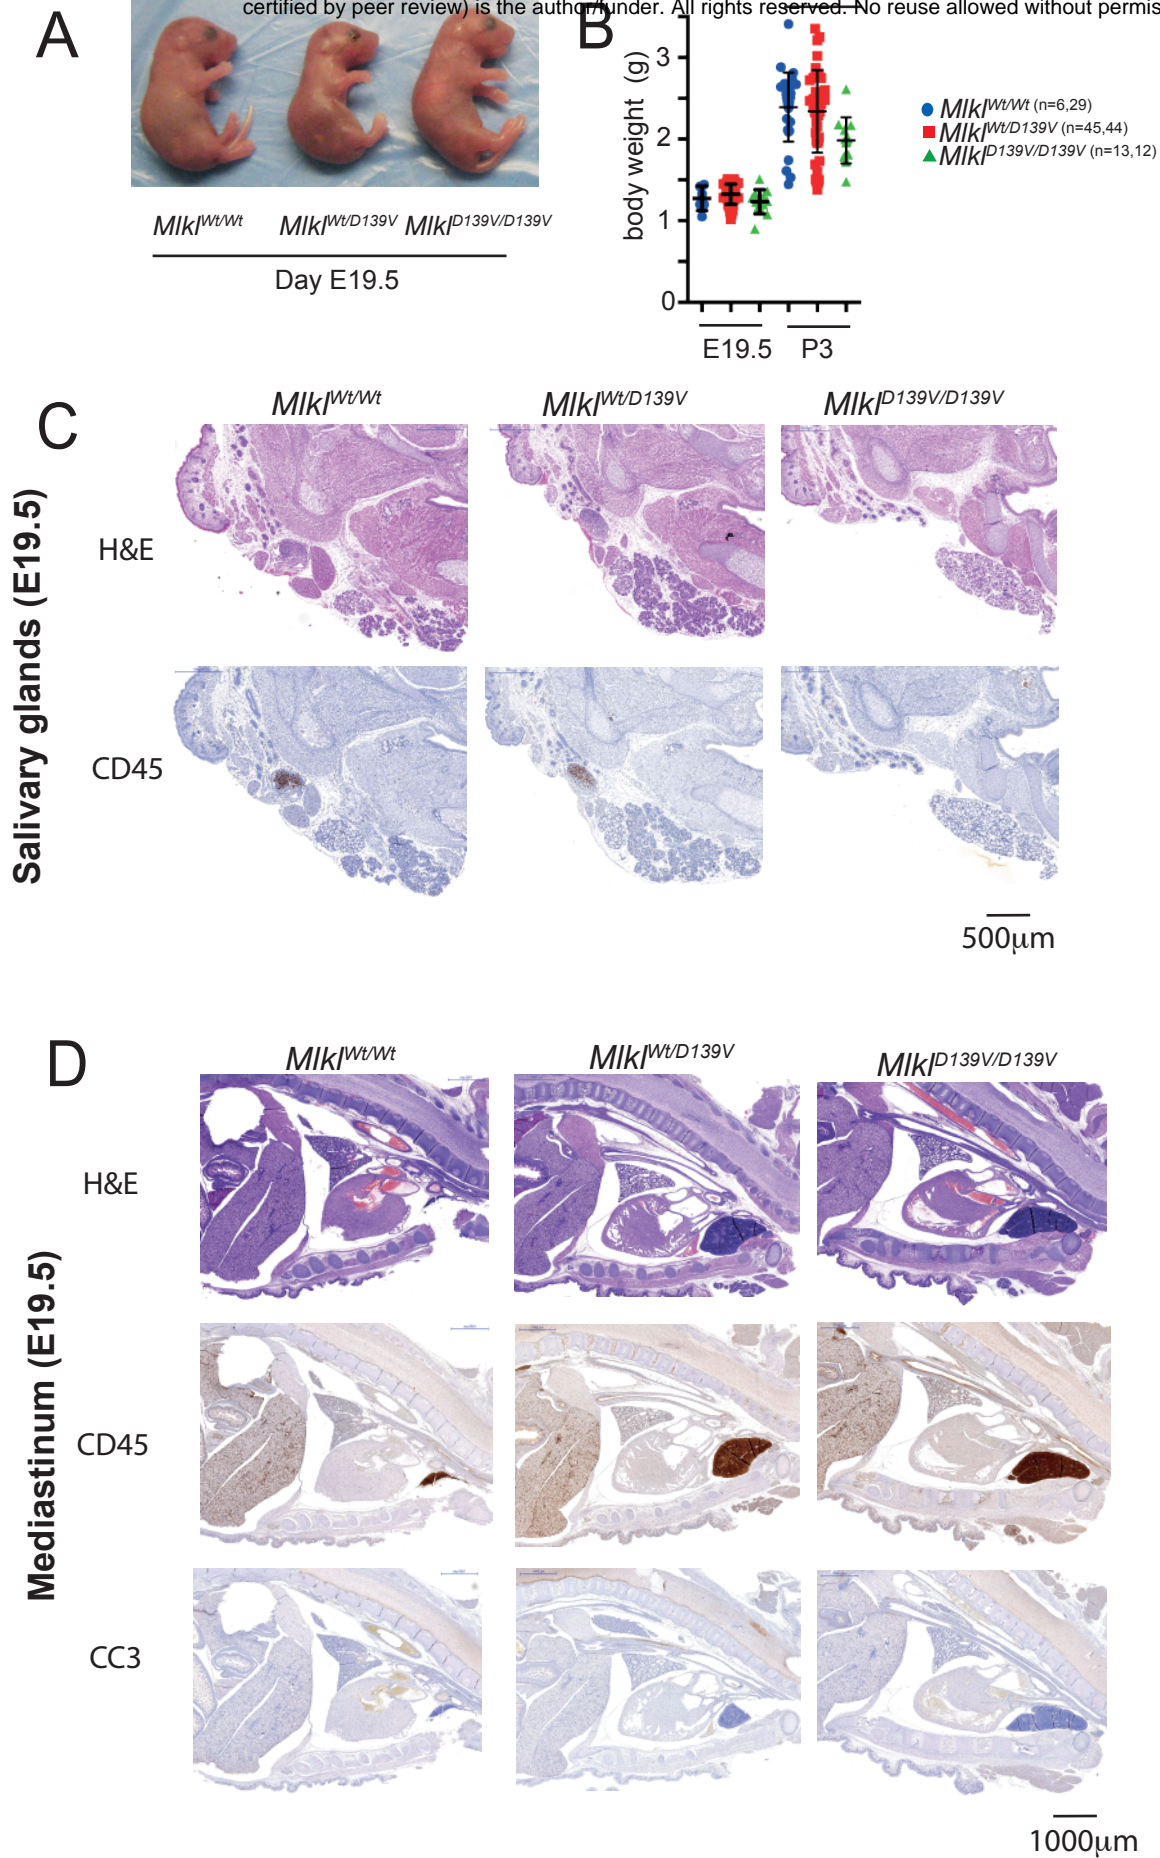 certified by peer review) is the author/funder. All rights reserved. No reuse allowed without permis
A
Mlkl^Wt/Wt Mlkl^Wt/D139V Mlkl^D139V/D139V
Day E19.5
B
body weight (g)
3
2
1
0
E19.5 P3
Mlkl^Wt/Wt (n=6,29)
Mlkl^Wt/D139V (n=45,44)
Mlkl^D139V/D139V (n=13,12)
C
Mlkl^Wt/Wt Mlkl^Wt/D139V Mlkl^D139V/D139V
Salivary glands (E19.5)
H&E
CD45
500μm
D
Mlkl^Wt/Wt Mlkl^Wt/D139V Mlkl^D139V/D139V
Mediastinum (E19.5)
H&E
CD45
CC3
1000μm